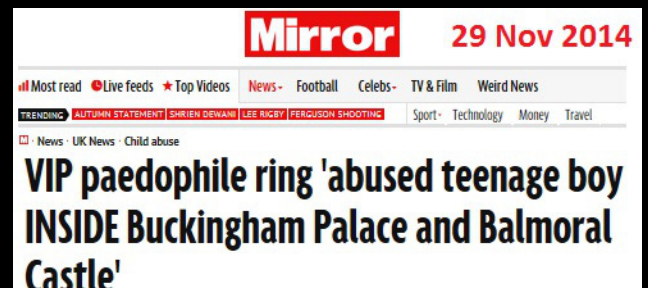 Mirror 29 Nov 2014
Most read Live feeds Top Videos News Football Celebs TV & Film Weird News
TRENDING AUTUMN STATEMENT SHRIEN DEWANI LEE RIGBY FERGUSON SHOOTING Sport Technology Money Travel
M · News · UK News · Child abuse
VIP paedophile ring 'abused teenage boy
INSIDE Buckingham Palace and Balmoral
Castle'